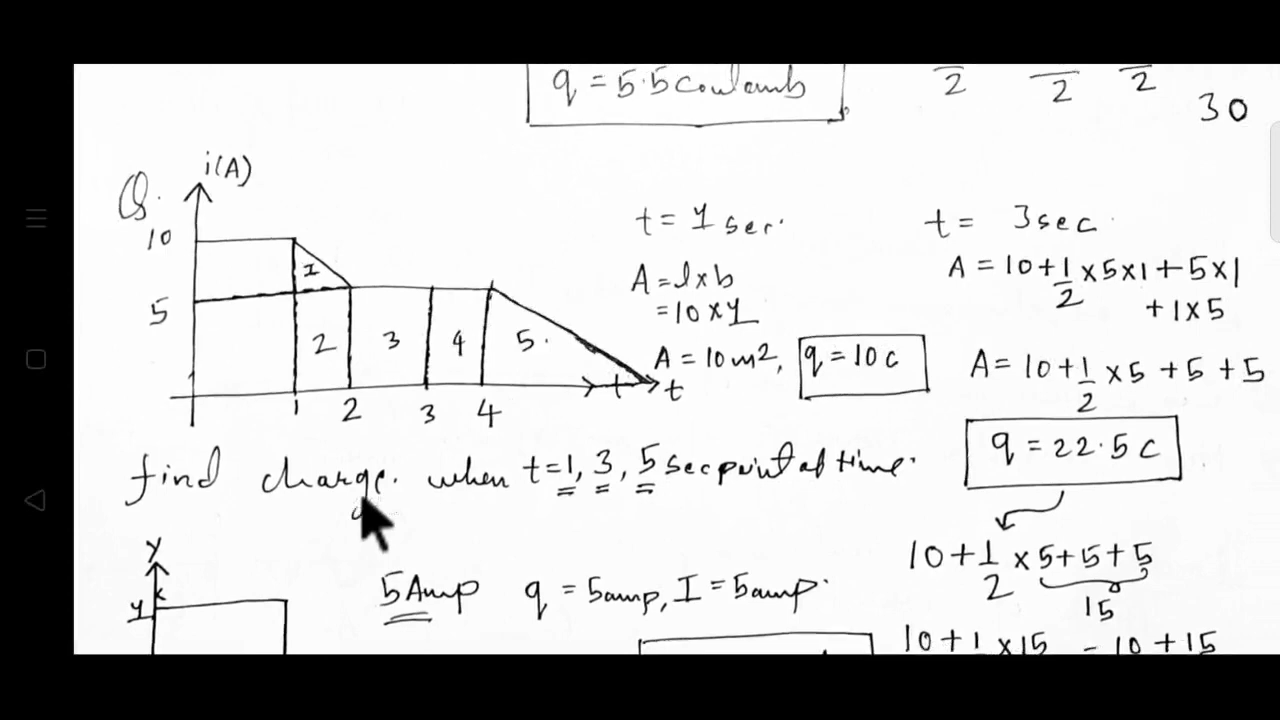 q = 5.5 Coulamb
2 2 2
30
Q.
i(A)
10
5
I
2 3 4 5.
1 2 3 4
t
t = 1 sec.
A = l x b
= 10 x 1
A = 10 m2, q = 10 c
t = 3 sec.
A = 10 + 1/2 x 5 x 1 + 5 x 1
+ 1 x 5
A = 10 + 1/2 x 5 + 5 + 5
q = 22.5 c
find charge. when t = 1, 3, 5 sec point of time.
10 + 1/2 x 5 + 5 + 5
15
Y
y
5 Amp q = 5 amp, I = 5 amp.
10 + 1 x 15 = 10 + 15